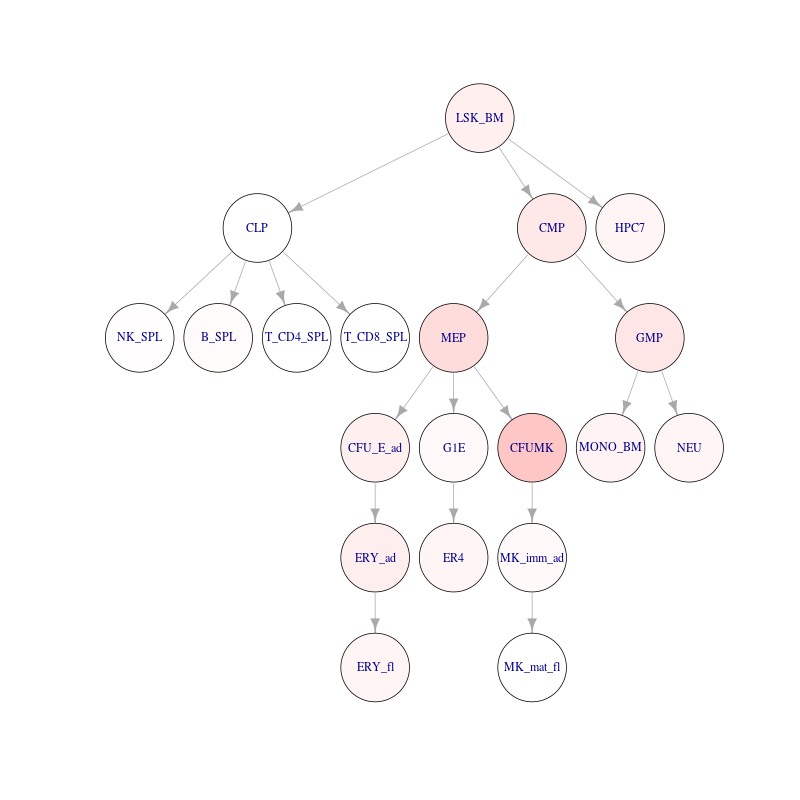 LSK_BM
CLP
CMP
HPC7
NK_SPL
B_SPL
T_CD4_SPL
T_CD8_SPL
MEP
GMP
CFU_E_ad
G1E
CFUMK
MONO_BM
NEU
ERY_ad
ER4
MK_imm_ad
ERY_fl
MK_mat_fl